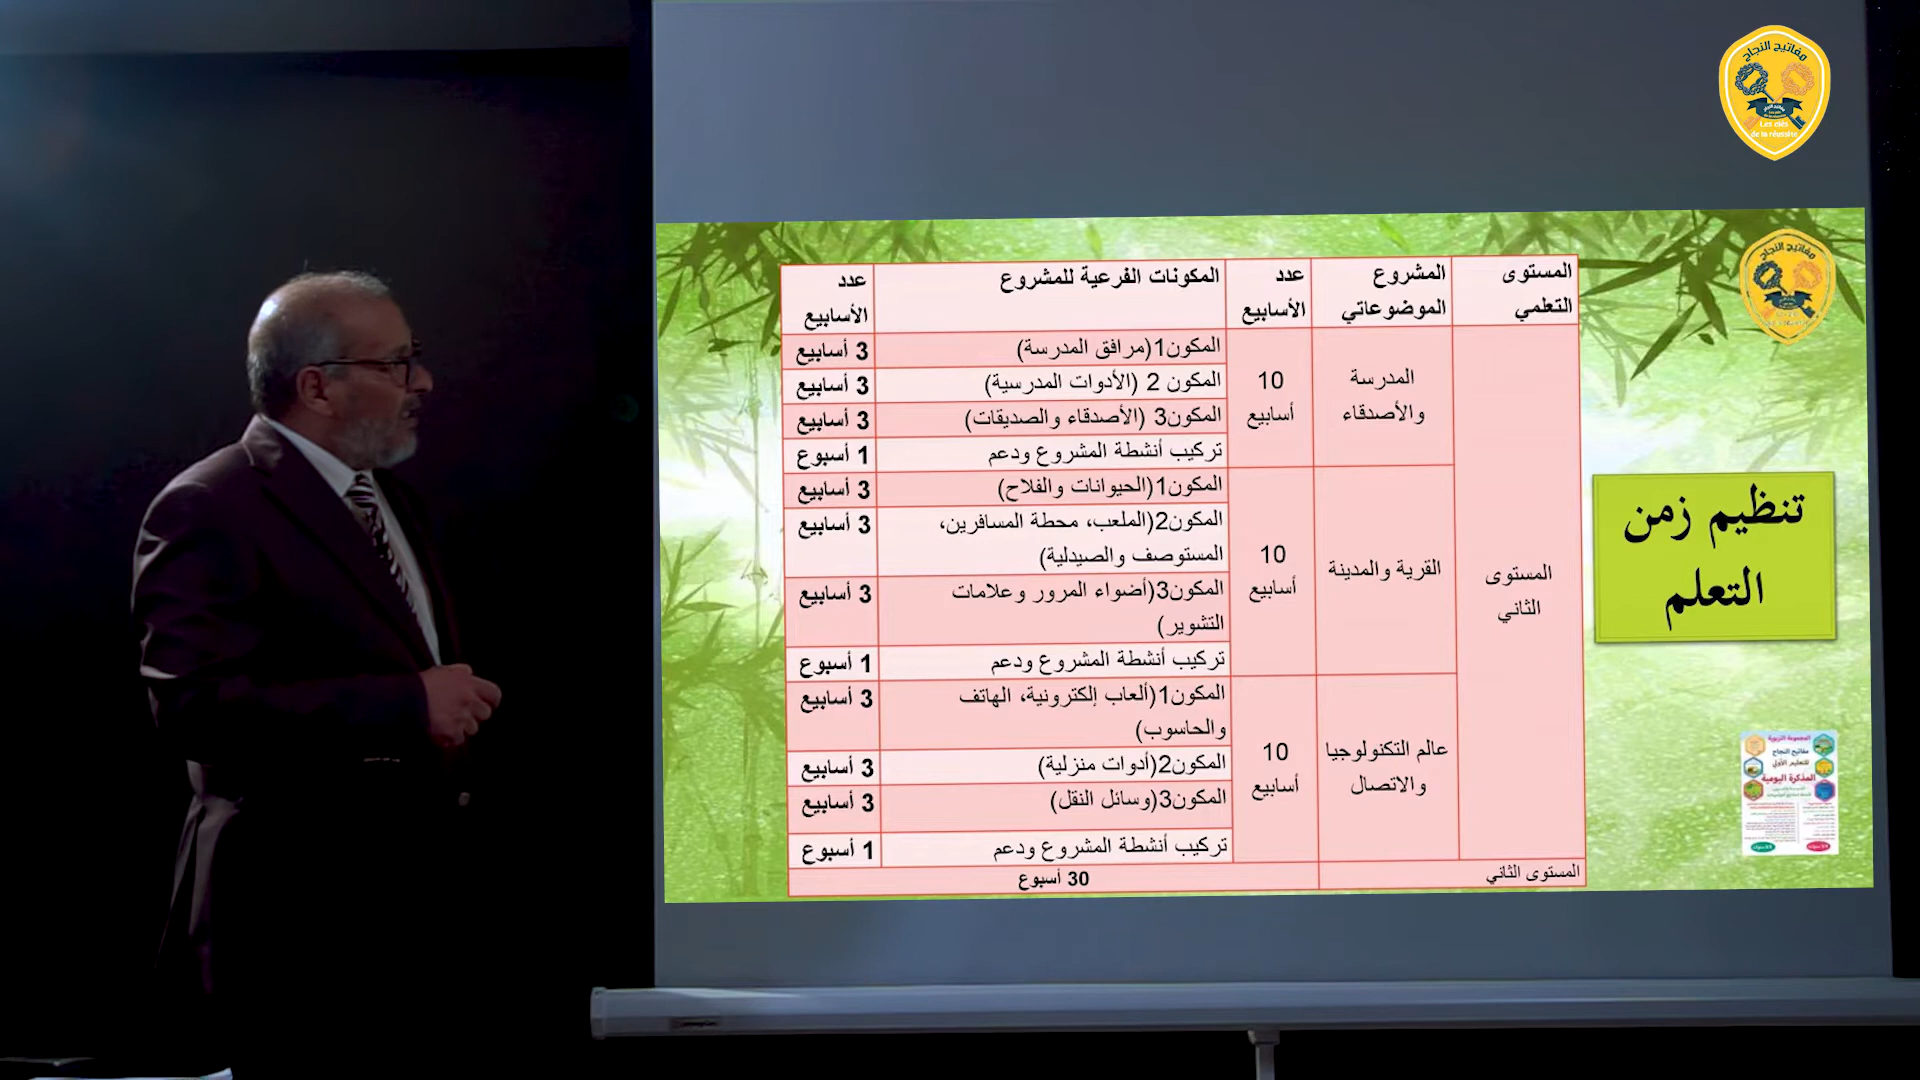 مفاتيح النجاح
Les clés
de la réussite
مفاتيح النجاح
تنظيم زمن
التعلم
المستوى
التعلمي
المشروع
الموضوعاتي
عدد
الأسابيع
المكونات الفرعية للمشروع
عدد
الأسابيع
المستوى
الثاني
المدرسة
والأصدقاء
10
أسابيع
المكون1(مرافق المدرسة)
3 أسابيع
المكون 2 (الأدوات المدرسية)
3 أسابيع
المكون3 (الأصدقاء والصديقات)
3 أسابيع
تركيب أنشطة المشروع ودعم
1 أسبوع
القرية والمدينة
10
أسابيع
المكون1(الحيوانات والفلاح)
3 أسابيع
المكون2(الملعب، محطة المسافرين،
المستوصف والصيدلية)
3 أسابيع
المكون3(أضواء المرور وعلامات
التشوير)
3 أسابيع
تركيب أنشطة المشروع ودعم
1 أسبوع
عالم التكنولوجيا
والاتصال
10
أسابيع
المكون1(ألعاب إلكترونية، الهاتف
والحاسوب)
3 أسابيع
المكون2(أدوات منزلية)
3 أسابيع
المكون3(وسائل النقل)
3 أسابيع
تركيب أنشطة المشروع ودعم
1 أسبوع
المستوى الثاني
30 أسبوع
المجموعة التربوية
مفاتيح النجاح
للتعليم الأولي
المذكرة اليومية